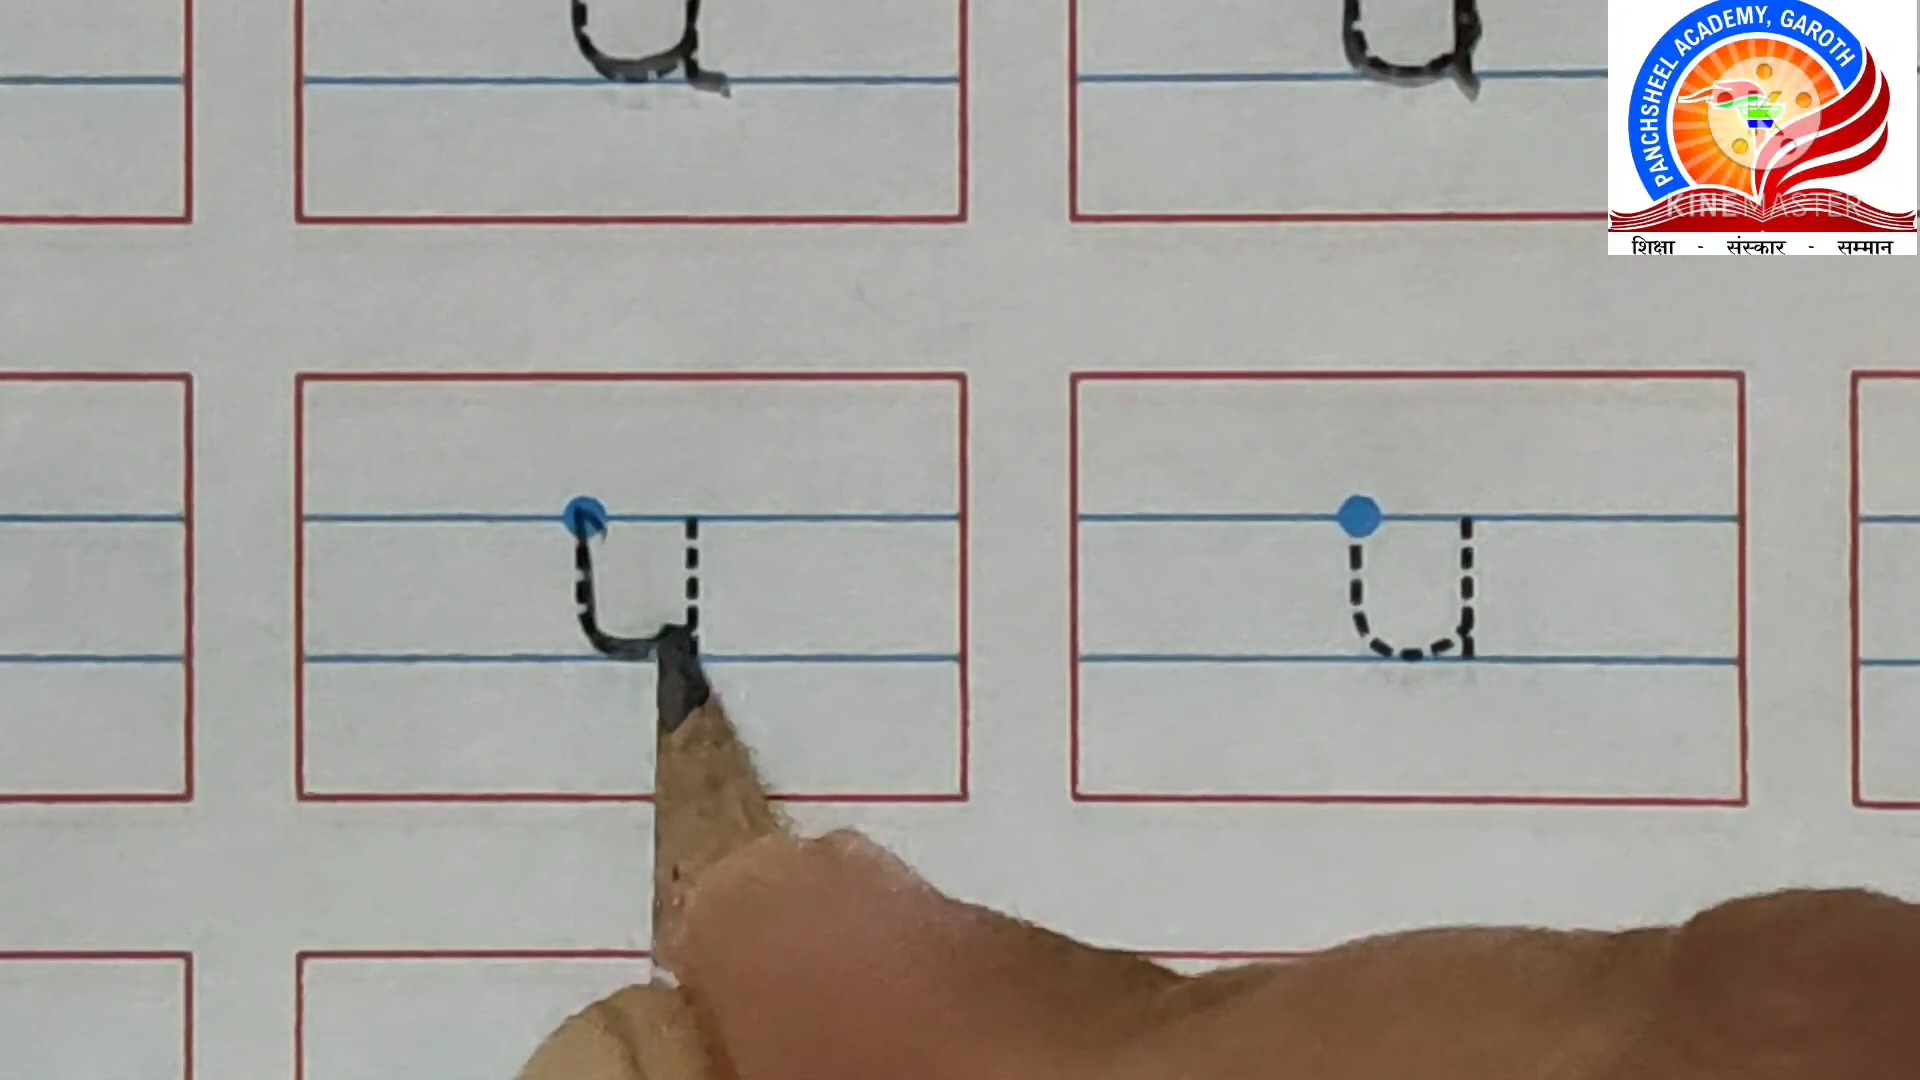 u u
PANCHSHEEL ACADEMY, GAROTH
KINEMASTER
शिक्षा - संस्कार - सम्मान
u u